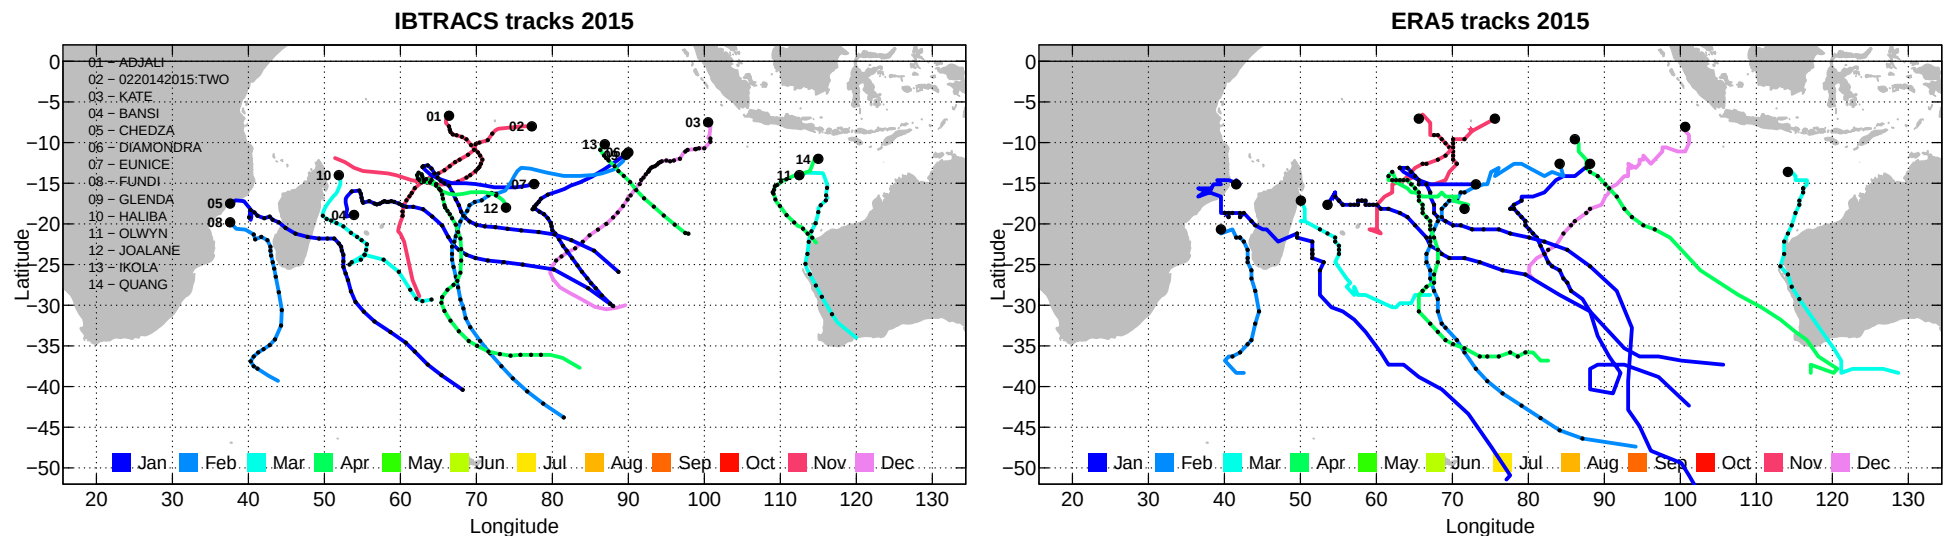 IBTRACS tracks 2015
0
−5
−10
−15
−20
−25
−30
−35
−40
−45
−50
Latitude
01 − ADJALI
02 − 0220142015:TWO
03 − KATE
04 − BANSI
05 − CHEDZA
06 − DIAMONDRA
07 − EUNICE
08 − FUNDI
09 − GLENDA
10 − HALIBA
11 − OLWYN
12 − JOALANE
13 − IKOLA
14 − QUANG
01
02
03
13
06
14
11
10
07
12
05
04
08
Jan Feb Mar Apr May Jun Jul Aug Sep Oct Nov Dec
20 30 40 50 60 70 80 90 100 110 120 130
Longitude
ERA5 tracks 2015
0
−5
−10
−15
−20
−25
−30
−35
−40
−45
−50
Latitude
Jan Feb Mar Apr May Jun Jul Aug Sep Oct Nov Dec
20 30 40 50 60 70 80 90 100 110 120 130
Longitude